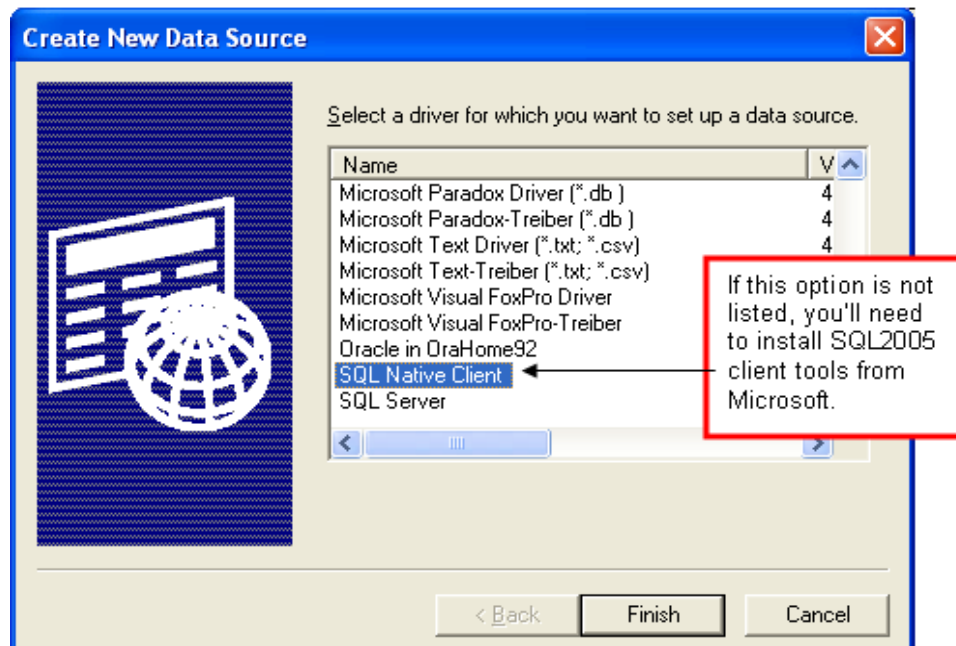 Create New Data Source
Select a driver for which you want to set up a data source.
Name V
Microsoft Paradox Driver (*.db ) 4
Microsoft Paradox-Treiber (*.db ) 4
Microsoft Text Driver (*.txt; *.csv) 4
Microsoft Text-Treiber (*.txt; *.csv)
Microsoft Visual FoxPro Driver
Microsoft Visual FoxPro-Treiber
Oracle in OraHome92
SQL Native Client
SQL Server
If this option is not
listed, you'll need
to install SQL2005
client tools from
Microsoft.
< Back Finish Cancel